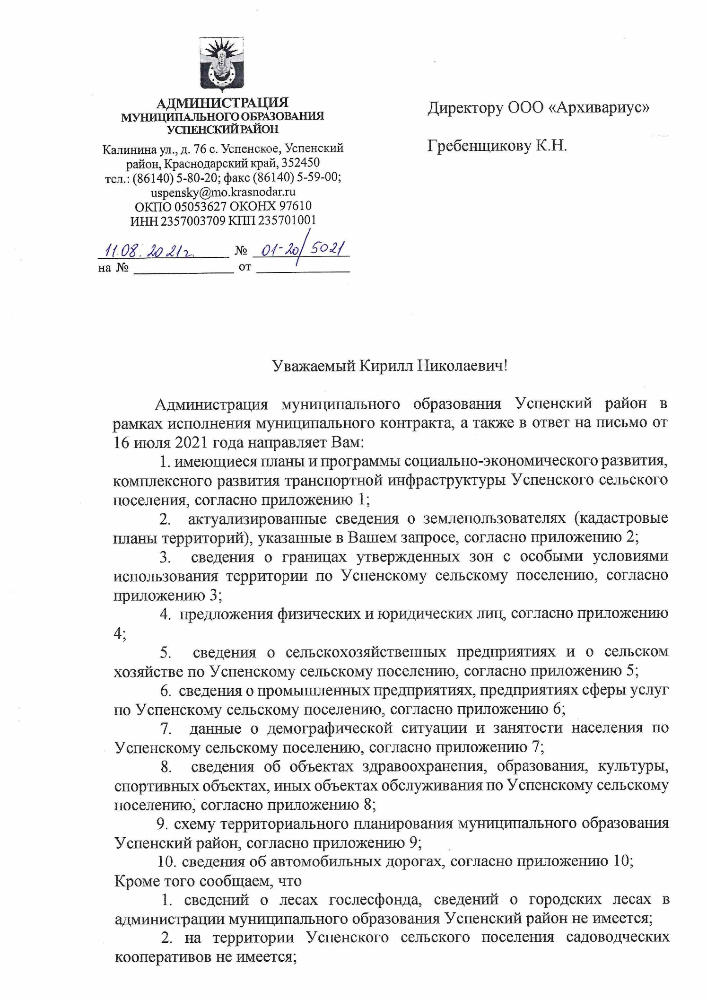 АДМИНИСТРАЦИЯ
МУНИЦИПАЛЬНОГО ОБРАЗОВАНИЯ
УСПЕНСКИЙ РАЙОН
Калинина ул., д. 76 с. Успенское, Успенский
район, Краснодарский край, 352450
тел.: (86140) 5-80-20; факс (86140) 5-59-00;
uspensky@mo.krasnodar.ru
ОКПО 05053627 ОКОНХ 97610
ИНН 2357003709 КПП 235701001
11.08.2021г. № 01-20/5021
на № от
Директору ООО «Архивариус»
Гребенщикову К.Н.
Уважаемый Кирилл Николаевич!
Администрация муниципального образования Успенский район в
рамках исполнения муниципального контракта, а также в ответ на письмо от
16 июля 2021 года направляет Вам:
1. имеющиеся планы и программы социально-экономического развития,
комплексного развития транспортной инфраструктуры Успенского сельского
поселения, согласно приложению 1;
2. актуализированные сведения о землепользователях (кадастровые
планы территорий), указанные в Вашем запросе, согласно приложению 2;
3. сведения о границах утвержденных зон с особыми условиями
использования территории по Успенскому сельскому поселению, согласно
приложению 3;
4. предложения физических и юридических лиц, согласно приложению
4;
5. сведения о сельскохозяйственных предприятиях и о сельском
хозяйстве по Успенскому сельскому поселению, согласно приложению 5;
6. сведения о промышленных предприятиях, предприятиях сферы услуг
по Успенскому сельскому поселению, согласно приложению 6;
7. данные о демографической ситуации и занятости населения по
Успенскому сельскому поселению, согласно приложению 7;
8. сведения об объектах здравоохранения, образования, культуры,
спортивных объектах, иных объектах обслуживания по Успенскому сельскому
поселению, согласно приложению 8;
9. схему территориального планирования муниципального образования
Успенский район, согласно приложению 9;
10. сведения об автомобильных дорогах, согласно приложению 10;
Кроме того сообщаем, что
1. сведений о лесах гослесфонда, сведений о городских лесах в
администрации муниципального образования Успенский район не имеется;
2. на территории Успенского сельского поселения садоводческих
кооперативов не имеется;